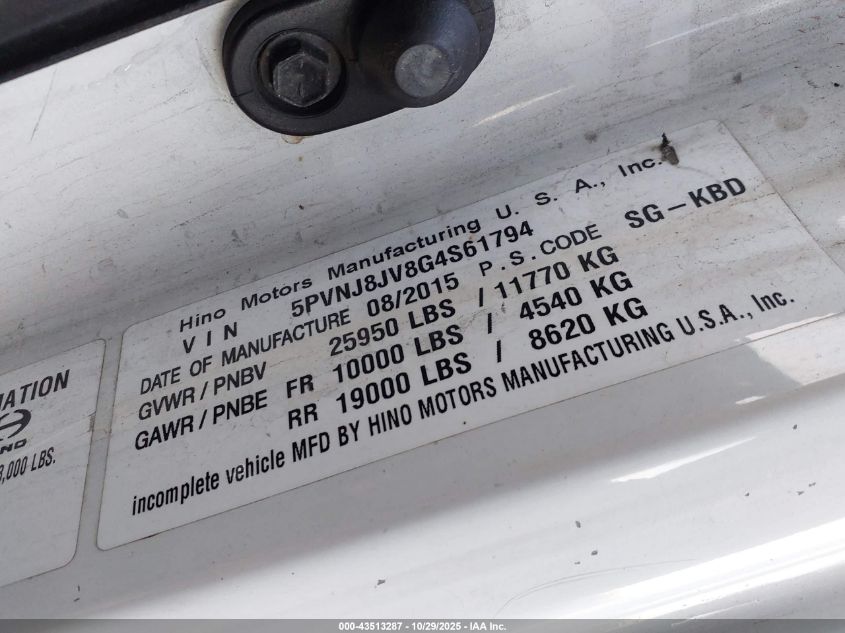 Hino Motors Manufacturing U. S. A., Inc.
VIN 5PVNJ8JV8G4S61794
DATE OF MANUFACTURE 08/2015 P.S.CODE SG-KBD
GVWR / PNBV 25950 LBS / 11770 KG
GAWR / PNBE FR 10000 LBS / 4540 KG
RR 19000 LBS / 8620 KG
incomplete vehicle MFD BY HINO MOTORS MANUFACTURING U.S.A., Inc.
,000 LBS.
000-43513287 - 10/29/2025 - IAA Inc.